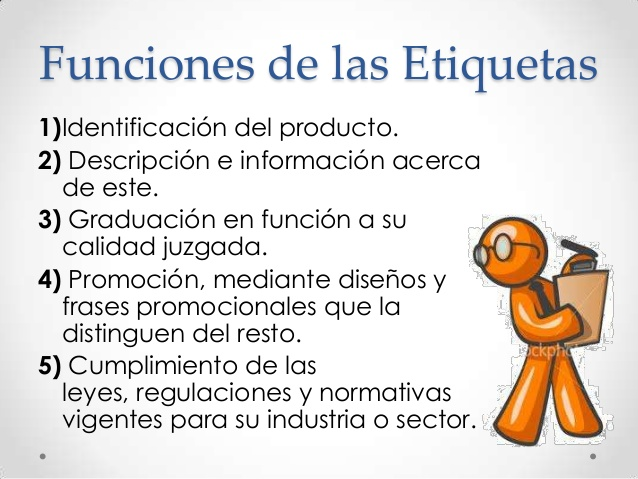 Funciones de las Etiquetas
1)Identificación del producto.
2) Descripción e información acerca
de este.
3) Graduación en función a su
calidad juzgada.
4) Promoción, mediante diseños y
frases promocionales que la
distinguen del resto.
5) Cumplimiento de las
leyes, regulaciones y normativas
vigentes para su industria o sector.